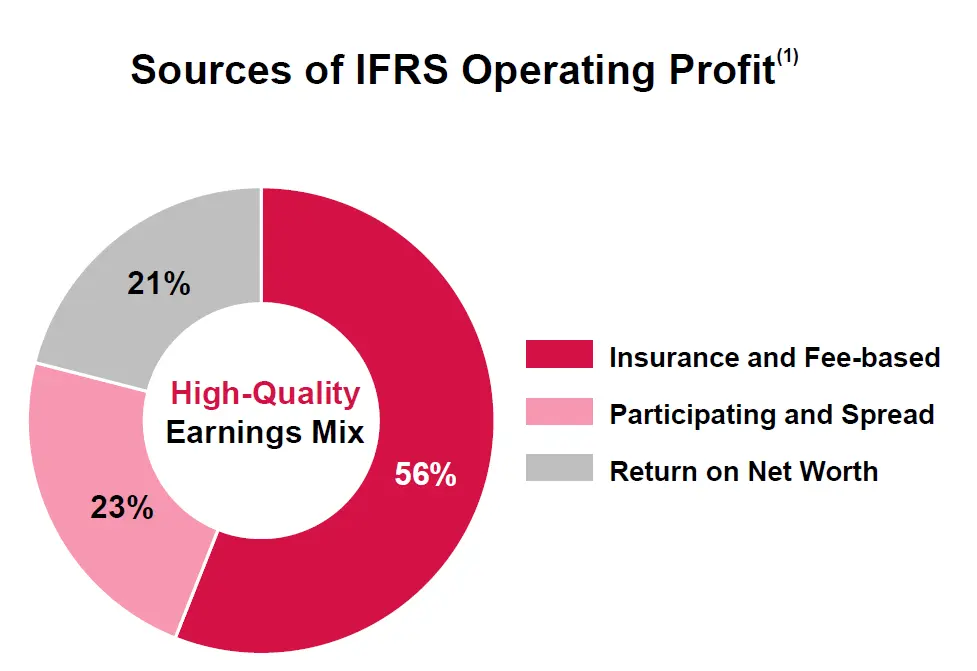 Sources of IFRS Operating Profit(1)
21%
High-Quality
Earnings Mix
23%
56%
Insurance and Fee-based
Participating and Spread
Return on Net Worth